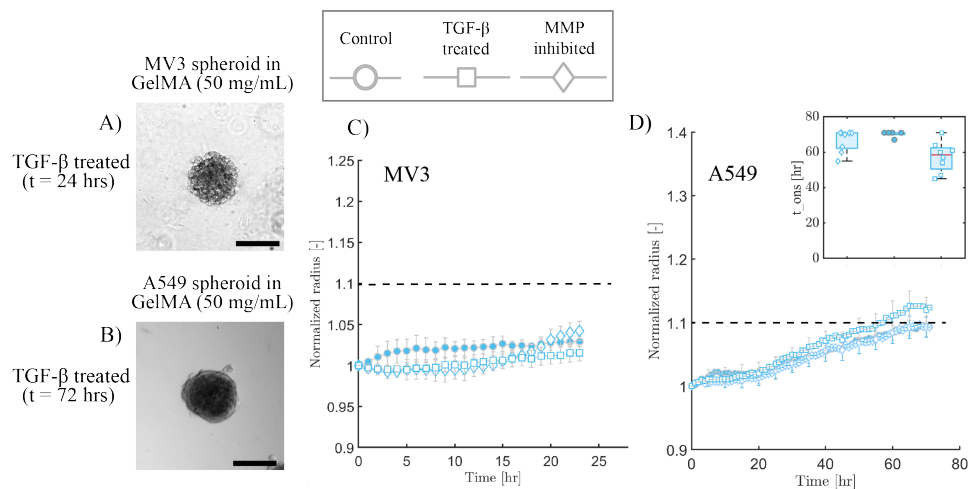 Control
TGF-β
treated
MMP
inhibited
MV3 spheroid in
GelMA (50 mg/mL)
A)
TGF-β treated
(t = 24 hrs)
A549 spheroid in
GelMA (50 mg/mL)
B)
TGF-β treated
(t = 72 hrs)
C)
MV3
Normalized radius [-]
1.25
1.2
1.15
1.1
1.05
1
0.95
0.9
0
5
10
15
20
25
Time [hr]
D)
A549
Normalized radius [-]
1.4
1.3
1.2
1.1
1
0.9
0
20
40
60
80
Time [hr]
t_ons [hr]
80
60
40
20
0